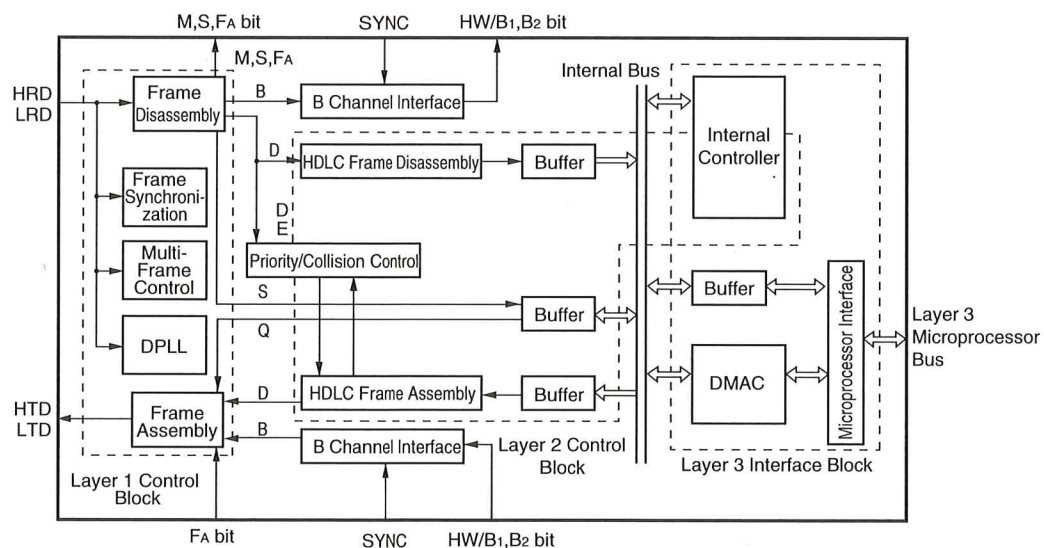 M,S,FA bit
SYNC
HW/B1,B2 bit
M,S,FA
HRD
LRD
Frame
Disassembly
B
B Channel Interface
Internal Bus
Internal
Controller
D
HDLC Frame Disassembly
Buffer
Frame
Synchroni-
zation
D
E
Priority/Collision Control
Multi-
Frame
Control
S
Buffer
Buffer
Q
DPLL
DMAC
Microprocessor Interface
Layer 3
Microprocessor
Bus
HTD
LTD
Frame
Assembly
D
HDLC Frame Assembly
Buffer
B
B Channel Interface
Layer 2 Control
Block
Layer 3 Interface Block
Layer 1 Control
Block
FA bit
SYNC
HW/B1,B2 bit